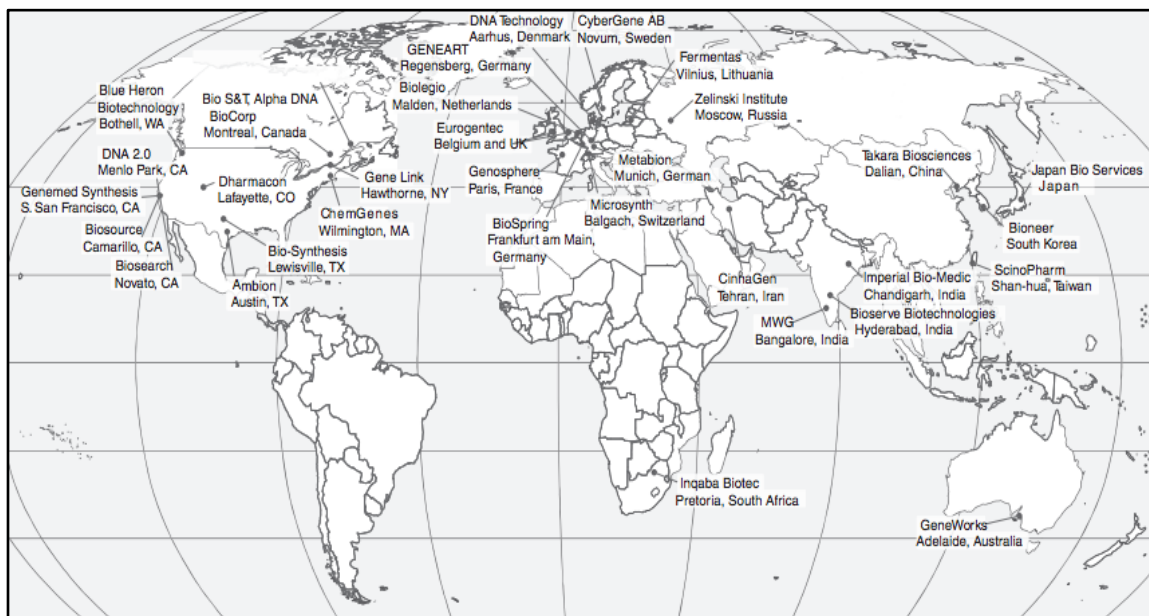 DNA Technology
Aarhus, Denmark
CyberGene AB
Novum, Sweden
GENEART
Regensberg, Germany
Fermentas
Vilnius, Lithuania
Blue Heron
Biotechnology
Bothell, WA
Bio S&T, Alpha DNA
BioCorp
Montreal, Canada
Biolegio
Malden, Netherlands
Zelinski Institute
Moscow, Russia
Eurogentec
Belgium and UK
DNA 2.0
Menlo Park, CA
Dharmacon
Lafayette, CO
Gene Link
Hawthorne, NY
Genosphere
Paris, France
Metabion
Munich, German
Takara Biosciences
Dalian, China
Japan Bio Services
Japan
Genemed Synthesis
S. San Francisco, CA
ChemGenes
Wilmington, MA
Microsynth
Balgach, Switzerland
Bioneer
South Korea
Biosource
Camarillo, CA
BioSpring
Frankfurt am Main,
Germany
Bio-Synthesis
Lewisville, TX
Biosearch
Novato, CA
Ambion
Austin, TX
CinhaGen
Tehran, Iran
Imperial Bio-Medic
Chandigarh, India
ScinoPharm
Shan-hua, Taiwan
MWG
Bangalore, India
Bioserve Biotechnologies
Hyderabad, India
Inqaba Biotec
Pretoria, South Africa
GeneWorks
Adelaide, Australia